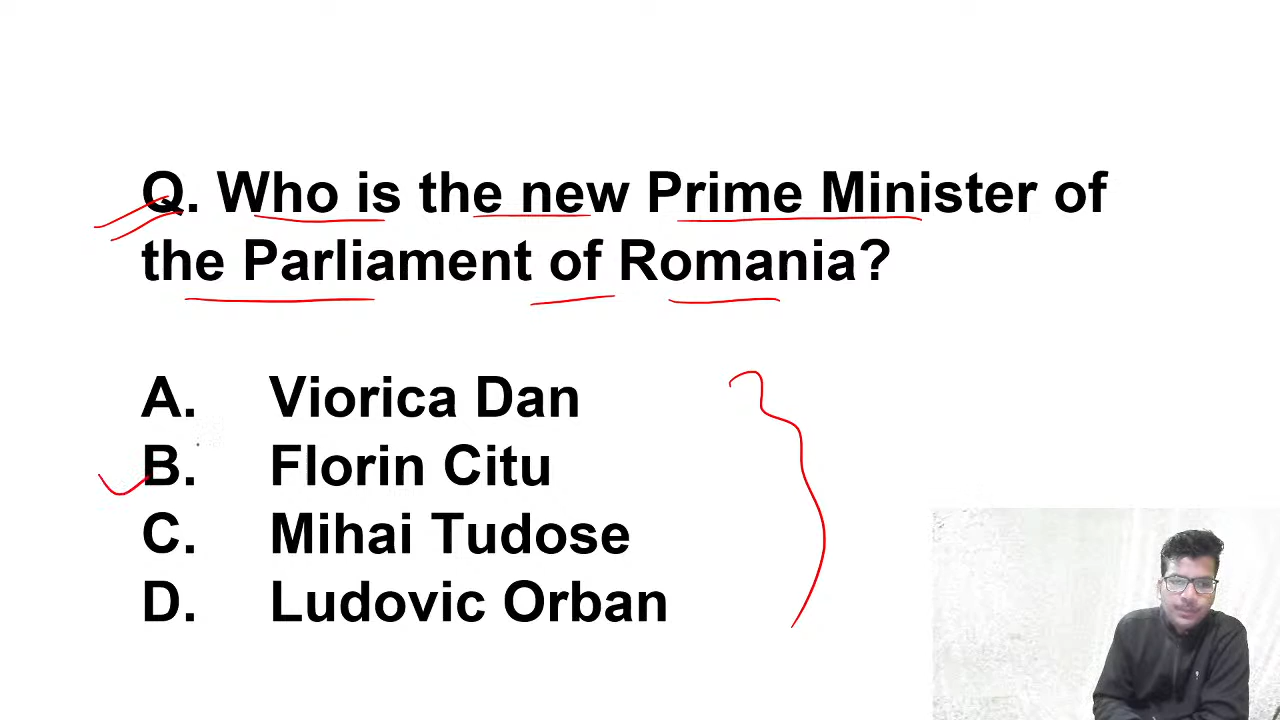 Q. Who is the new Prime Minister of
the Parliament of Romania?
A. Viorica Dan
B. Florin Citu
C. Mihai Tudose
D. Ludovic Orban